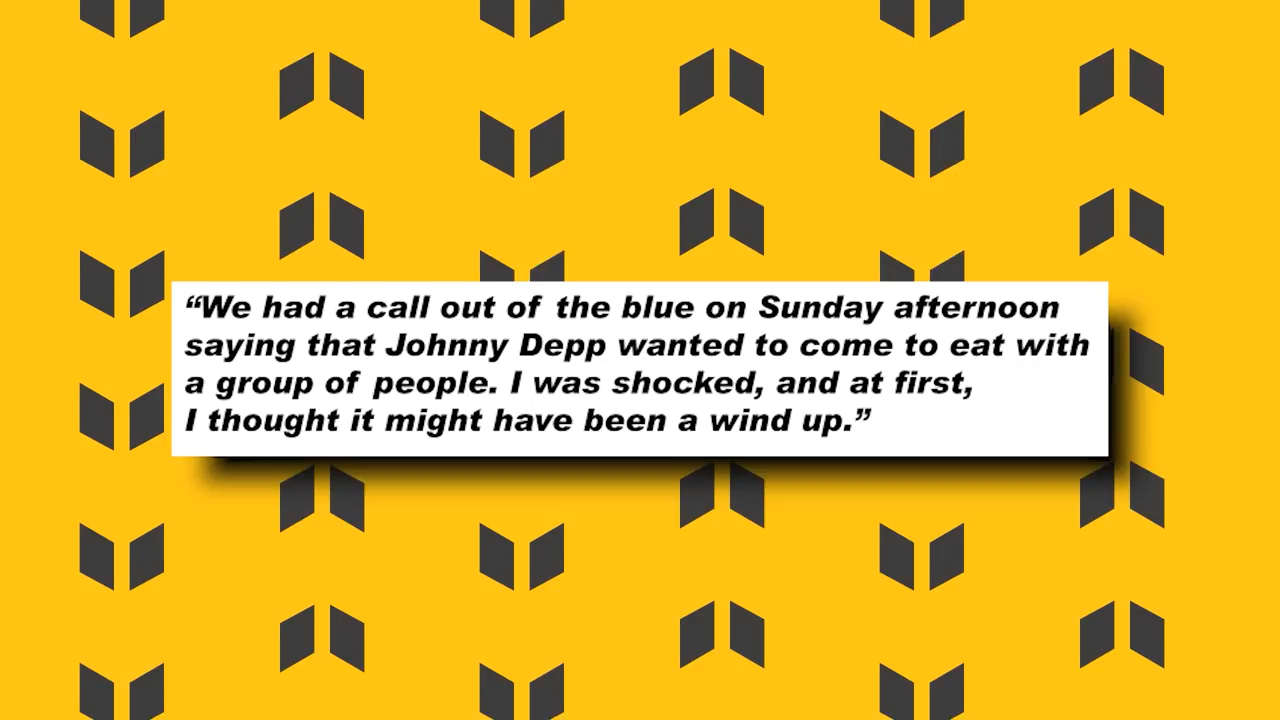 “We had a call out of the blue on Sunday afternoon
saying that Johnny Depp wanted to come to eat with
a group of people. I was shocked, and at first,
I thought it might have been a wind up.”